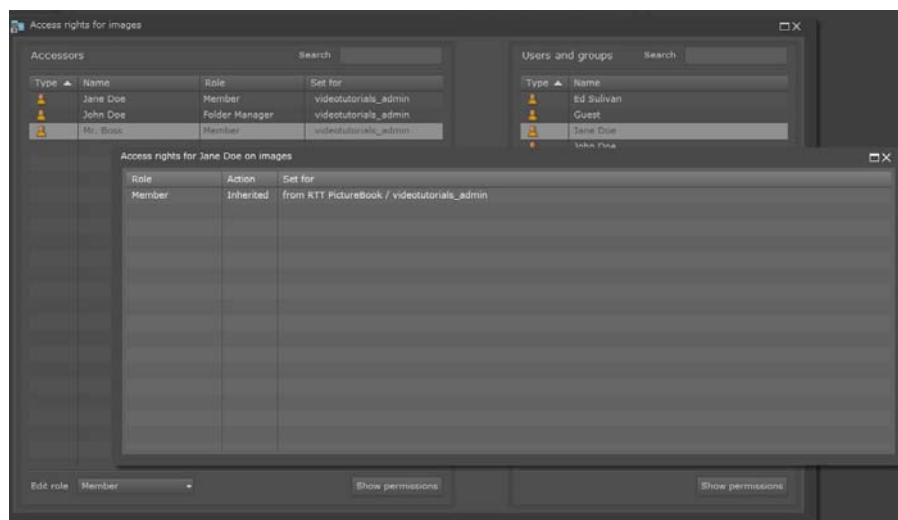 Access rights for images
Accessors
Search
Type Name Role Set for
Jane Doe Member videotutorials_admin
John Doe Folder Manager videotutorials_admin
Mr. Boss Member videotutorials_admin
Users and groups
Search
Type Name
Ed Sulivan
Guest
Jane Doe
John Doe
Access rights for Jane Doe on images
Role Action Set for
Member Inherited from RTT PictureBook / videotutorials_admin
Edit role Member
Show permissions
Show permissions